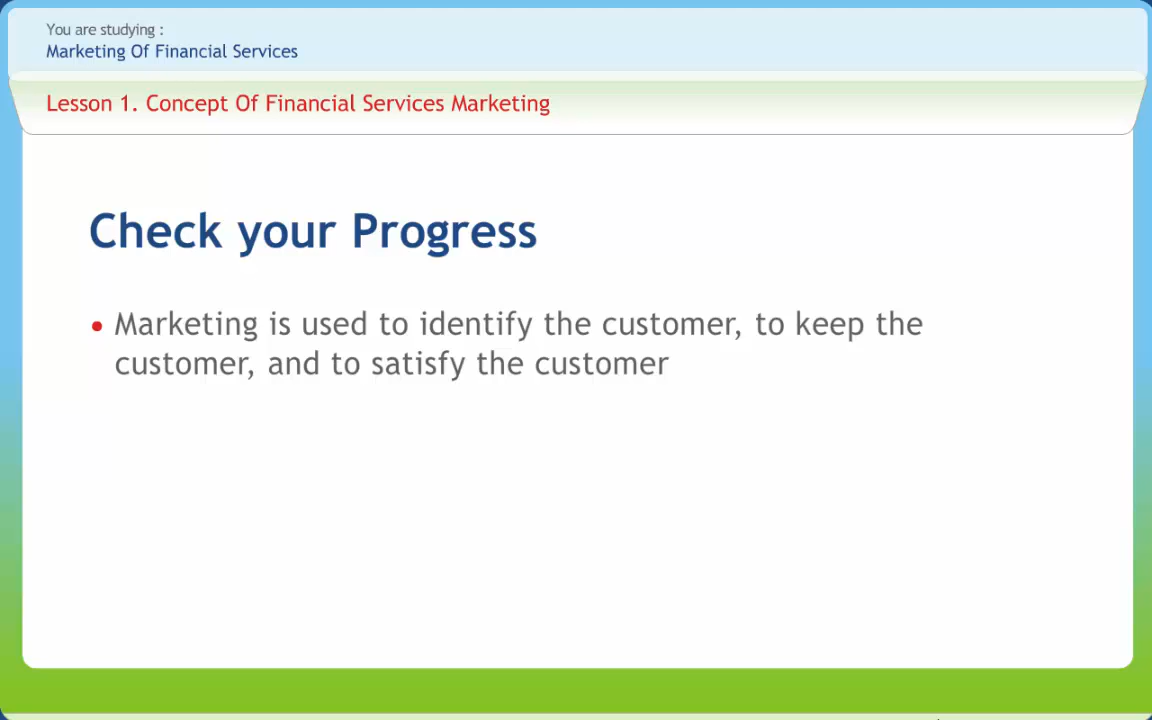 You are studying :
Marketing Of Financial Services
Lesson 1. Concept Of Financial Services Marketing
Check your Progress
• Marketing is used to identify the customer, to keep the
customer, and to satisfy the customer